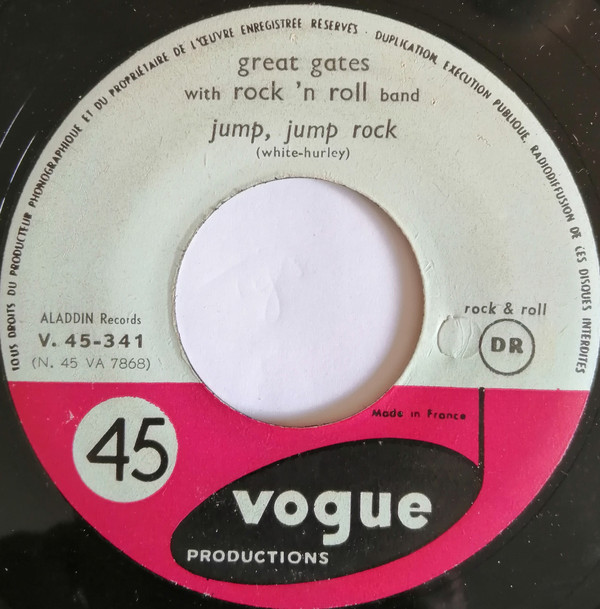 TOUS DROITS DU PRODUCTEUR PHONOGRAPHIQUE ET DU PROPRIÉTAIRE DE L'ŒUVRE ENREGISTRÉE RÉSERVÉS · DUPLICATION, EXECUTION PUBLIQUE, RADIODIFFUSION DE CES DISQUES INTERDITES
great gates
with rock 'n roll band
jump, jump rock
(white-hurley)
ALADDIN Records
V. 45-341
(N. 45 VA 7868)
rock & roll
DR
Made in France
45
vogue
PRODUCTIONS